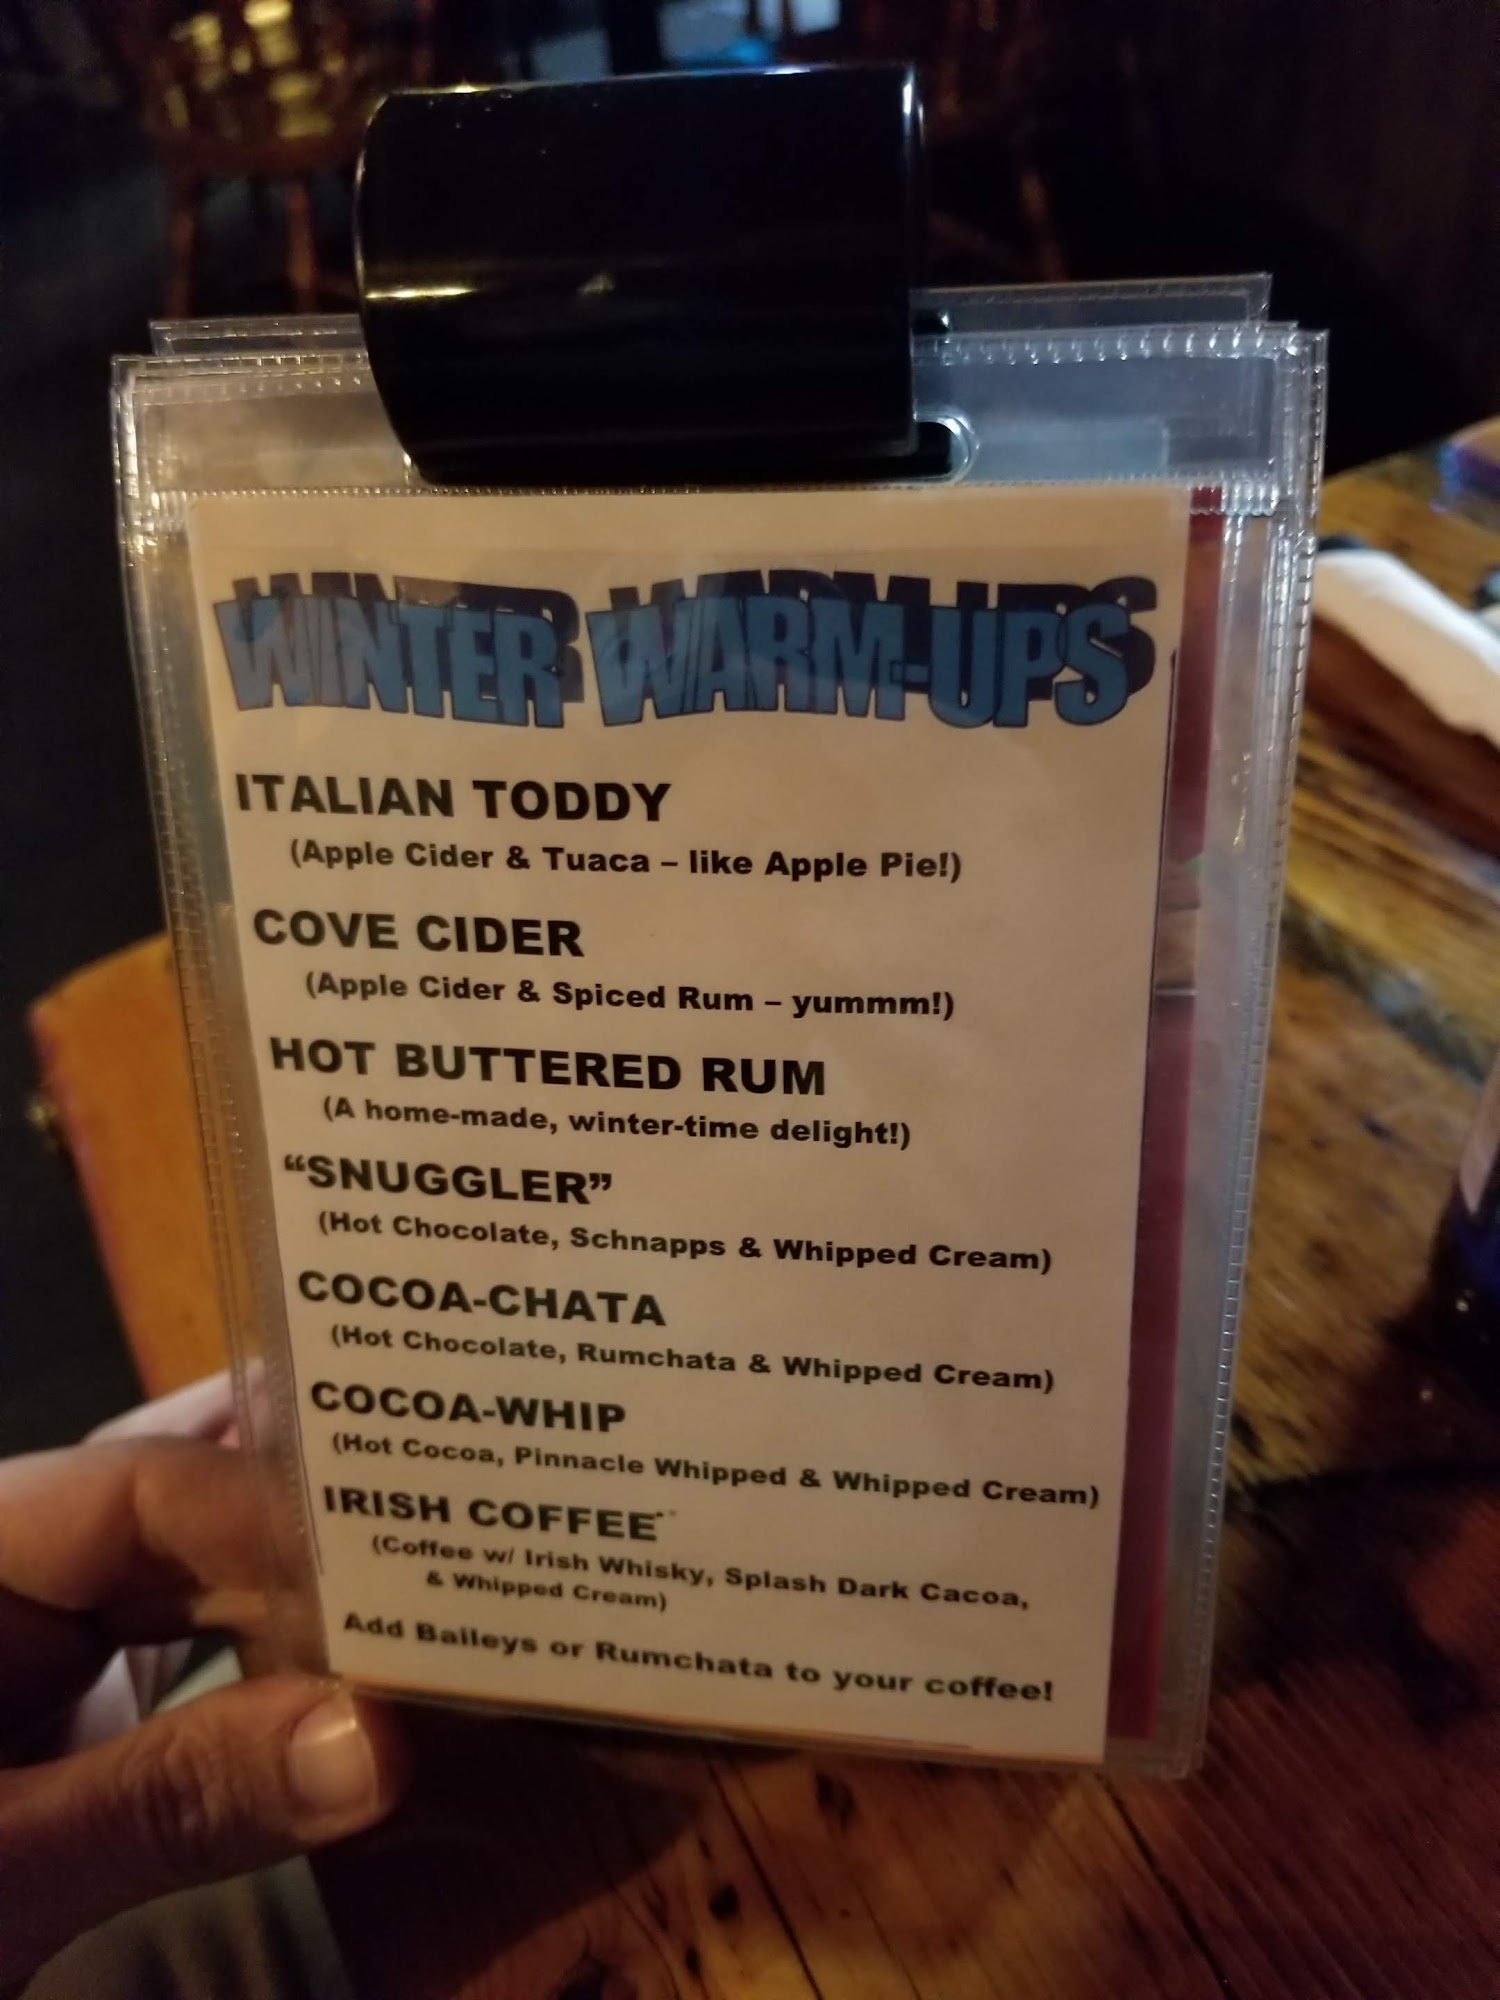 WINTER WARM-UPS
ITALIAN TODDY
(Apple Cider & Tuaca – like Apple Pie!)
COVE CIDER
(Apple Cider & Spiced Rum – yummm!)
HOT BUTTERED RUM
(A home-made, winter-time delight!)
“SNUGGLER”
(Hot Chocolate, Schnapps & Whipped Cream)
COCOA-CHATA
(Hot Chocolate, Rumchata & Whipped Cream)
COCOA-WHIP
(Hot Cocoa, Pinnacle Whipped & Whipped Cream)
IRISH COFFEE
(Coffee w/ Irish Whisky, Splash Dark Cacoa,
& Whipped Cream)
Add Baileys or Rumchata to your coffee!